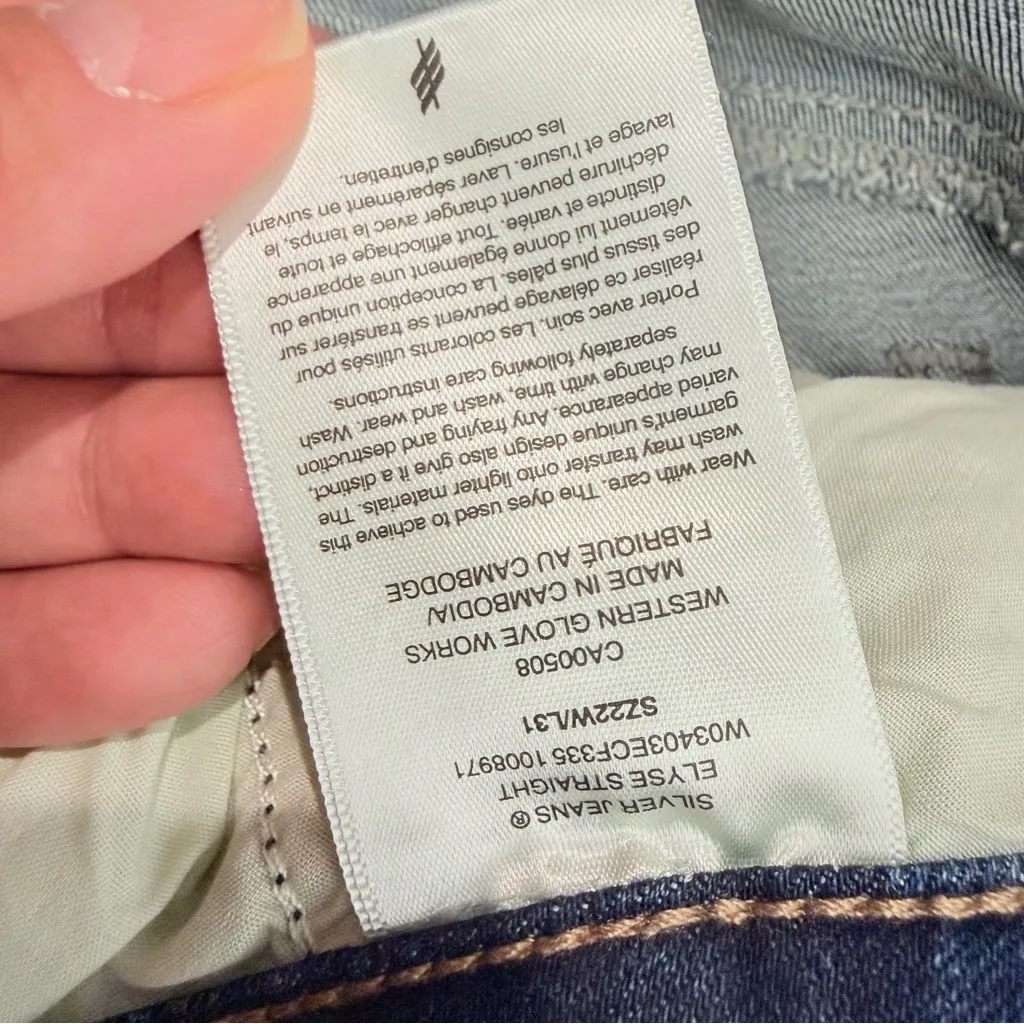 SILVER JEANS ®
ELYSE STRAIGHT
W03403ECF335 1008971
SZ22W/L31
CA00508
WESTERN GLOVE WORKS
MADE IN CAMBODIA/
FABRIQUÉ AU CAMBODGE
Wear with care. The dyes used to achieve this
wash may transfer onto lighter materials. The
garment's unique design also give it a distinct,
varied appearance. Any fraying and destruction
may change with time, wash and wear. Wash
separately following care instructions.
Porter avec soin. Les colorants utilisés pour
réaliser ce délavage peuvent se transférer sur
des tissus plus pâles. La conception unique du
vêtement lui donne également une apparence
distincte et variée. Tout effilochage et toute
déchirure peuvent changer avec le temps, le
lavage et l'usure. Laver séparément en suivant
les consignes d'entretien.